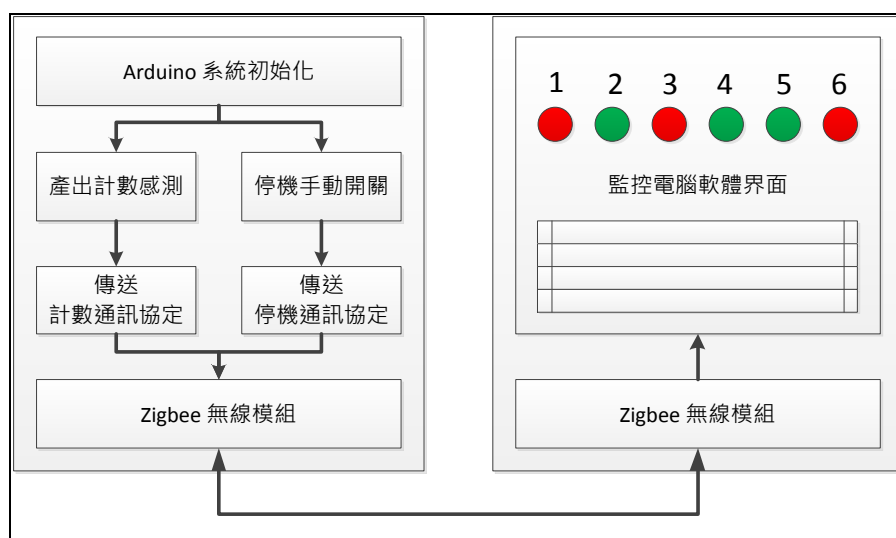 Arduino 系統初始化
產出計數感測
停機手動開關
傳送
計數通訊協定
傳送
停機通訊協定
Zigbee 無線模組
1 2 3 4 5 6
監控電腦軟體界面
Zigbee 無線模組